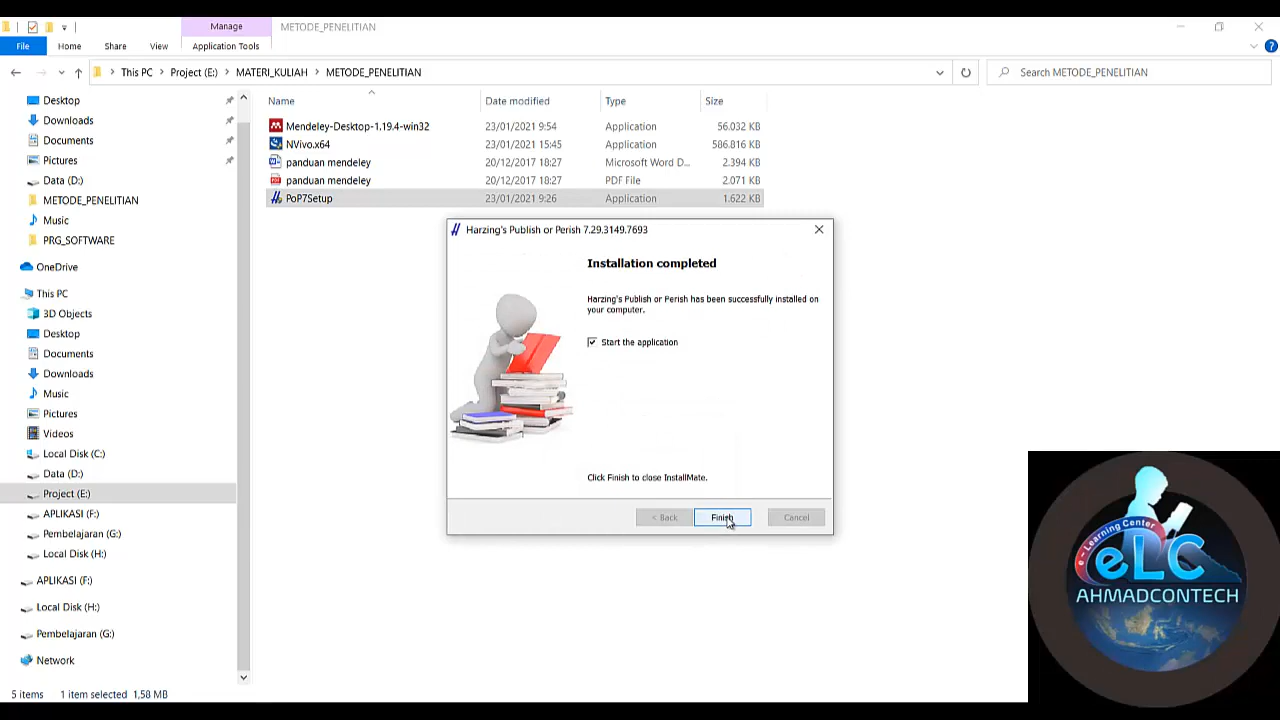 Manage
METODE_PENELITIAN
File
Home
Share
View
Application Tools
This PC
Project (E:)
MATERI_KULIAH
METODE_PENELITIAN
Search METODE_PENELITIAN
Desktop
Downloads
Documents
Pictures
Data (D:)
METODE_PENELITIAN
Music
PRG_SOFTWARE
OneDrive
This PC
3D Objects
Desktop
Documents
Downloads
Music
Pictures
Videos
Local Disk (C:)
Data (D:)
Project (E:)
APLIKASI (F:)
Pembelajaran (G:)
Local Disk (H:)
APLIKASI (F:)
Local Disk (H:)
Pembelajaran (G:)
Network
Name Date modified Type Size
Mendeley-Desktop-1.19.4-win32 23/01/2021 9:54 Application 56.032 KB
NVivo.x64 23/01/2021 15:45 Application 586.816 KB
panduan mendeley 20/12/2017 18:27 Microsoft Word D... 2.394 KB
panduan mendeley 20/12/2017 18:27 PDF File 2.071 KB
PoP7Setup 23/01/2021 9:26 Application 1.622 KB
Harzing's Publish or Perish 7.29.3149.7693
Installation completed
Harzing's Publish or Perish has been successfully installed on
your computer.
Start the application
Click Finish to close InstallMate.
< Back
Finish
Cancel
e-Learning Center
eLC
AHMADCONTECH
5 items 1 item selected 1,58 MB